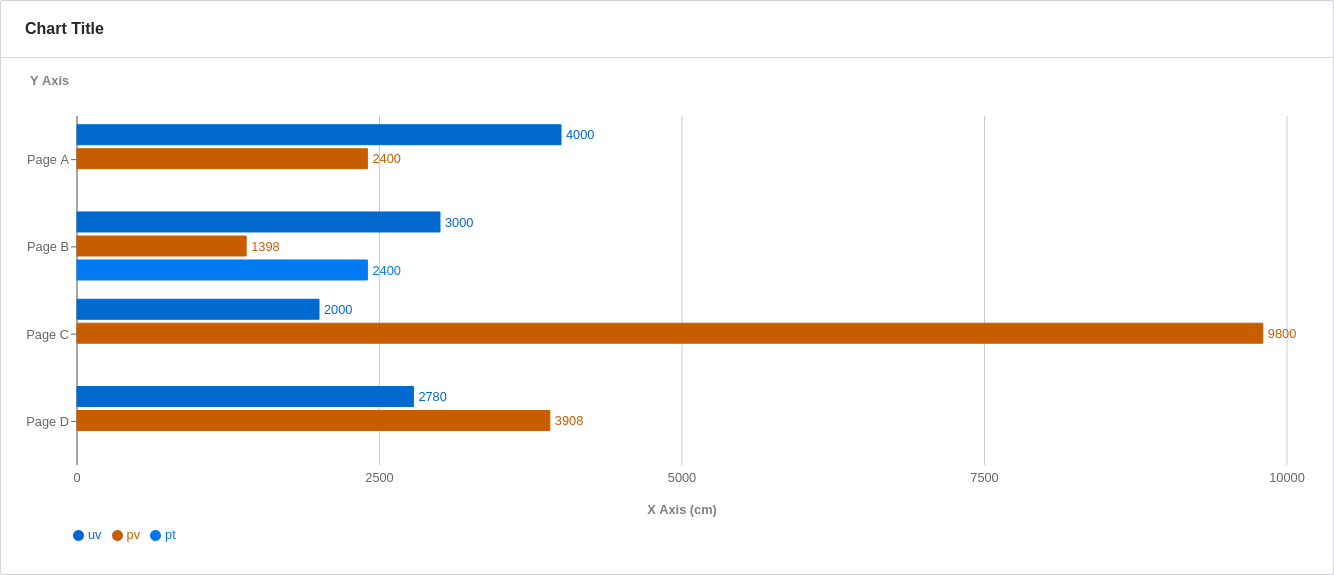 Chart Title
Y Axis
4000
Page A
2400
3000
Page B
1398
2400
2000
Page C
9800
2780
Page D
3908
0 2500 5000 7500 10000
X Axis (cm)
uv pv pt